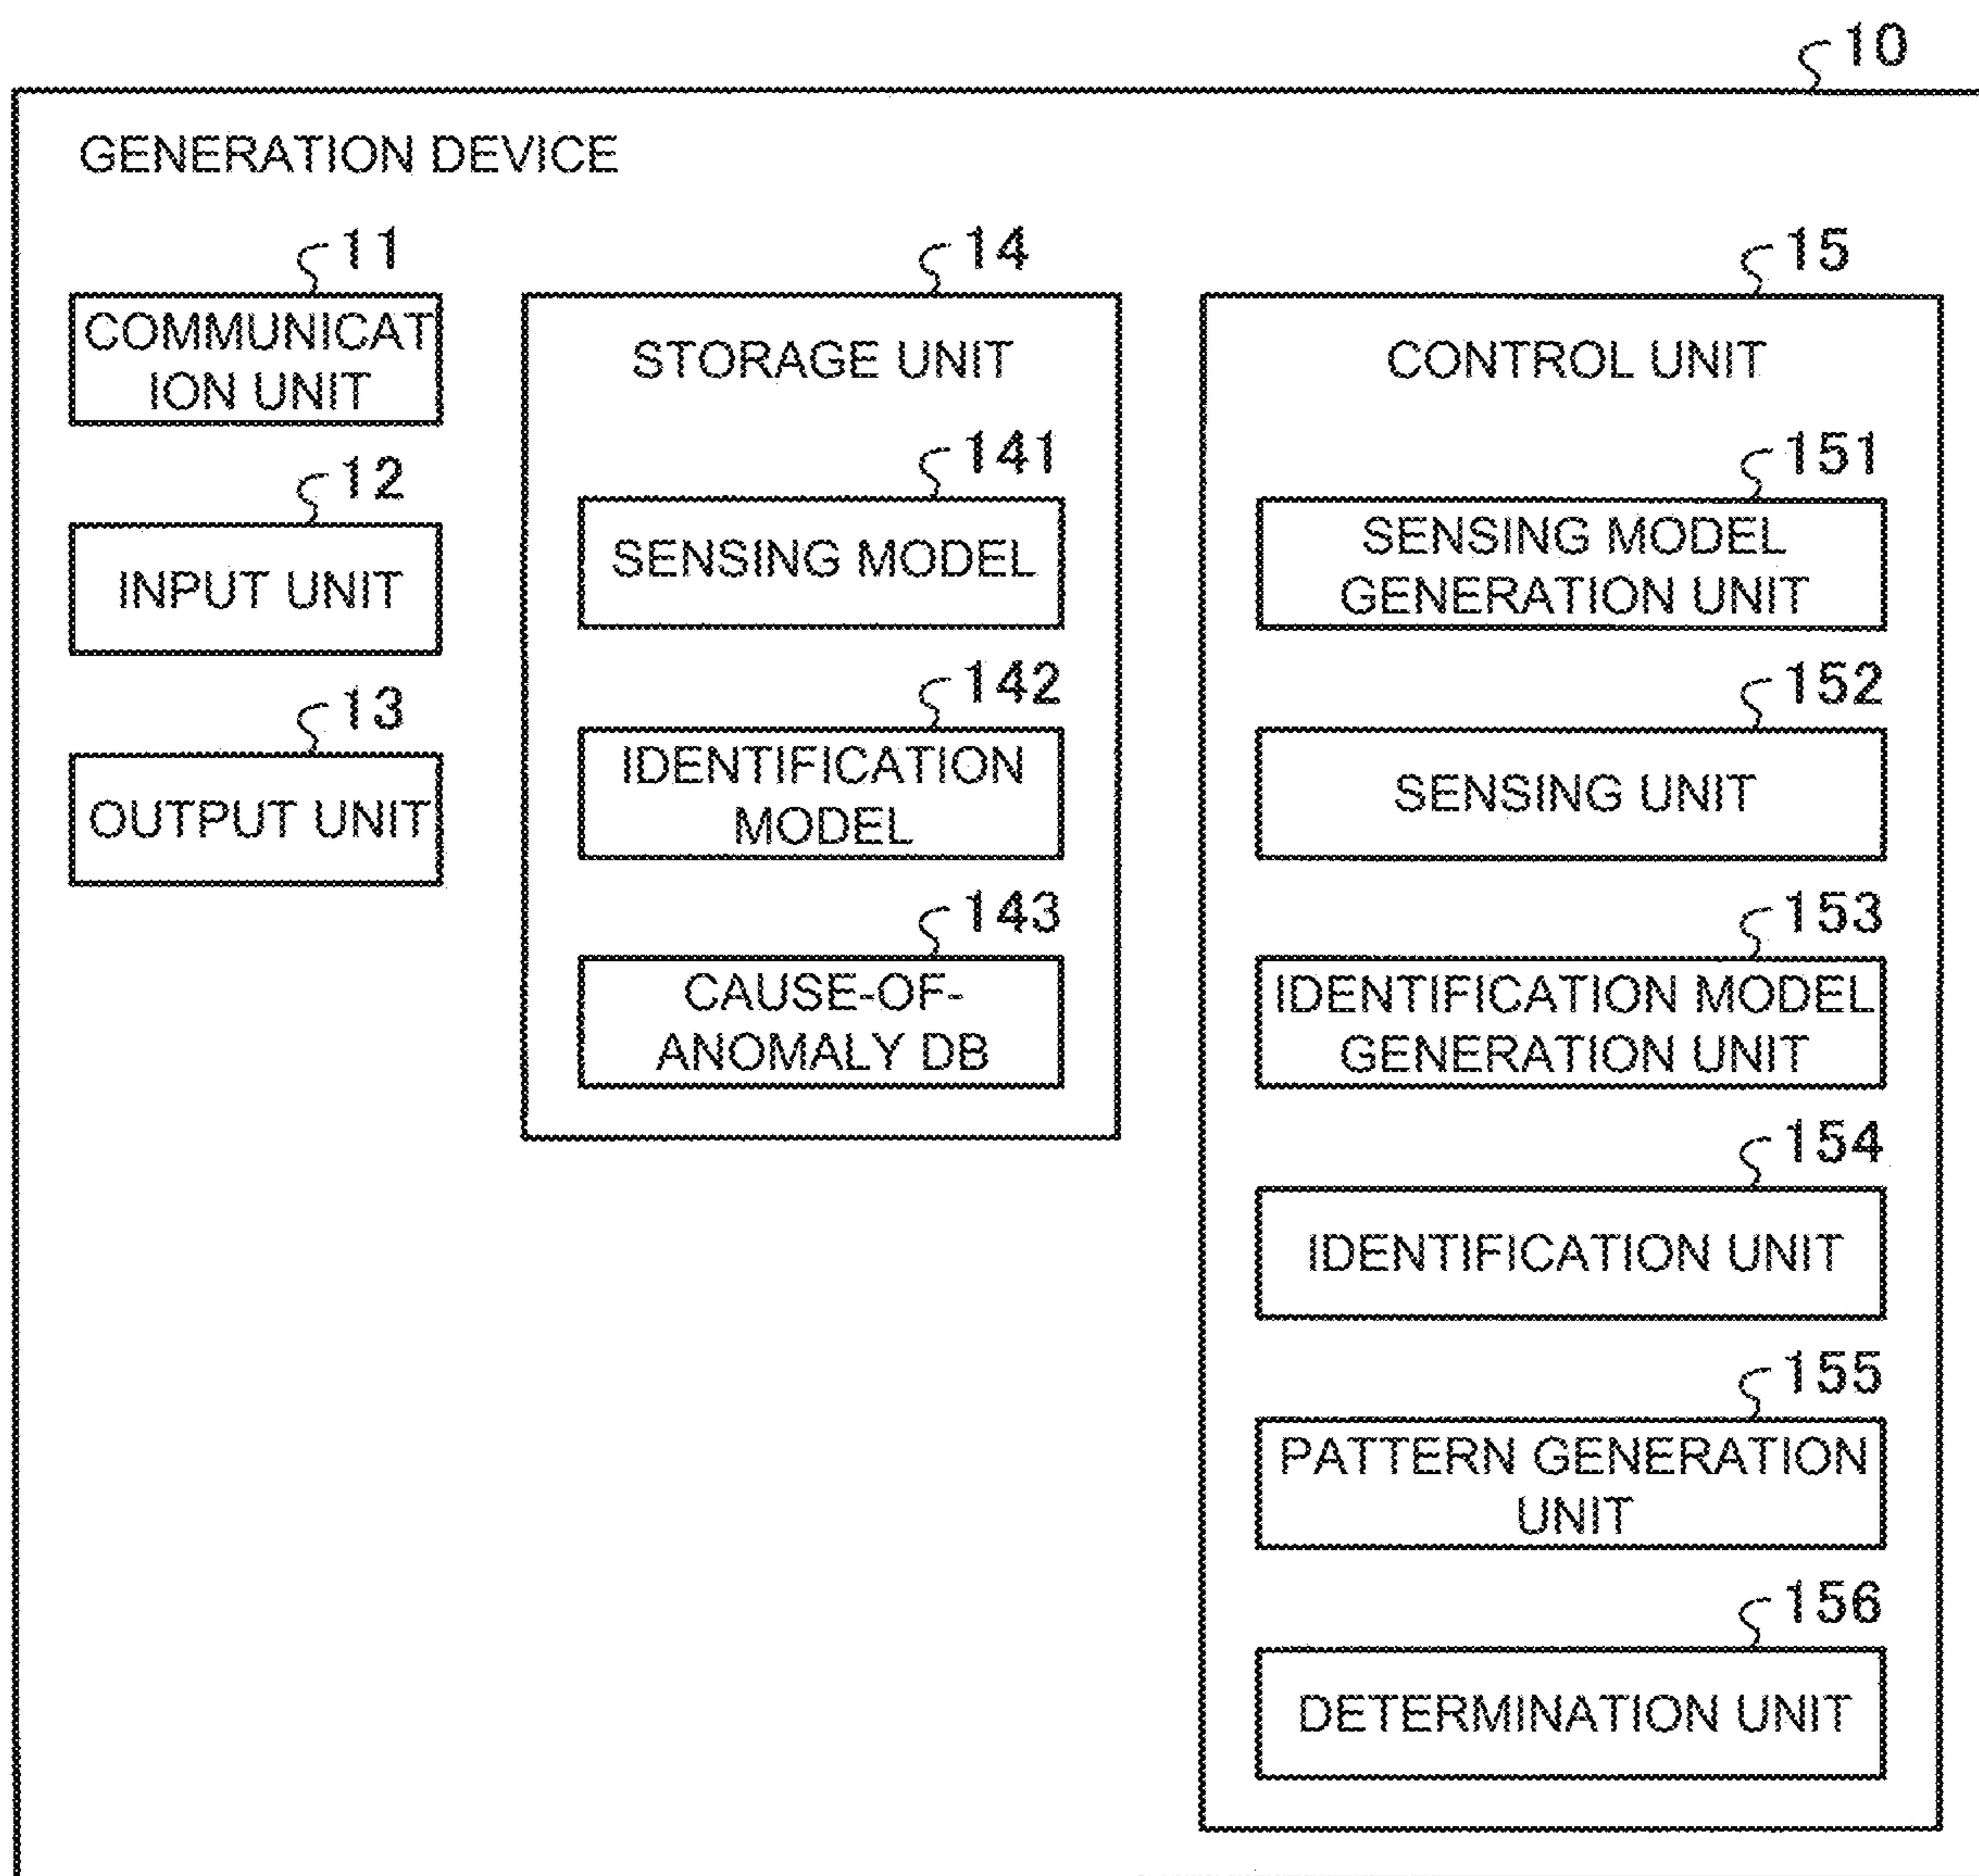 10
GENERATION DEVICE
11
COMMUNICAT
ION UNIT
12
INPUT UNIT
13
OUTPUT UNIT
14
STORAGE UNIT
141
SENSING MODEL
142
IDENTIFICATION
MODEL
143
CAUSE-OF-
ANOMALY DB
15
CONTROL UNIT
151
SENSING MODEL
GENERATION UNIT
152
SENSING UNIT
153
IDENTIFICATION MODEL
GENERATION UNIT
154
IDENTIFICATION UNIT
155
PATTERN GENERATION
UNIT
156
DETERMINATION UNIT